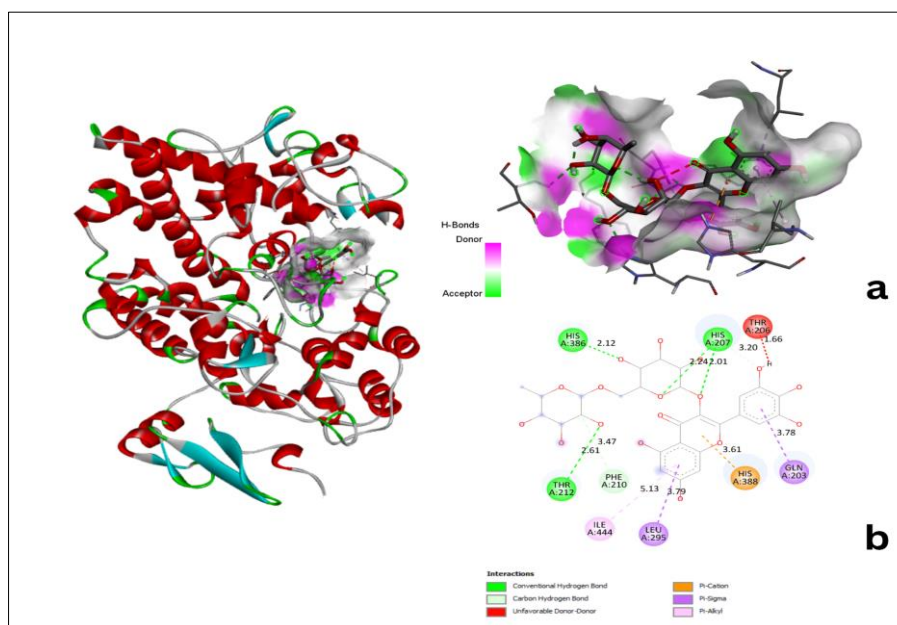 H-Bonds
Donor
Acceptor
a
HIS
A:386
2.12
HIS
A:207
2.24
2.01
3.20
THR
A:206
1.66
H
3.47
2.61
THR
A:212
PHE
A:210
5.13
3.79
3.61
3.78
ILE
A:444
LEU
A:295
HIS
A:388
GLN
A:203
b
Interactions
Conventional Hydrogen Bond
Carbon Hydrogen Bond
Unfavorable Donor-Donor
Pi-Cation
Pi-Sigma
Pi-Alkyl